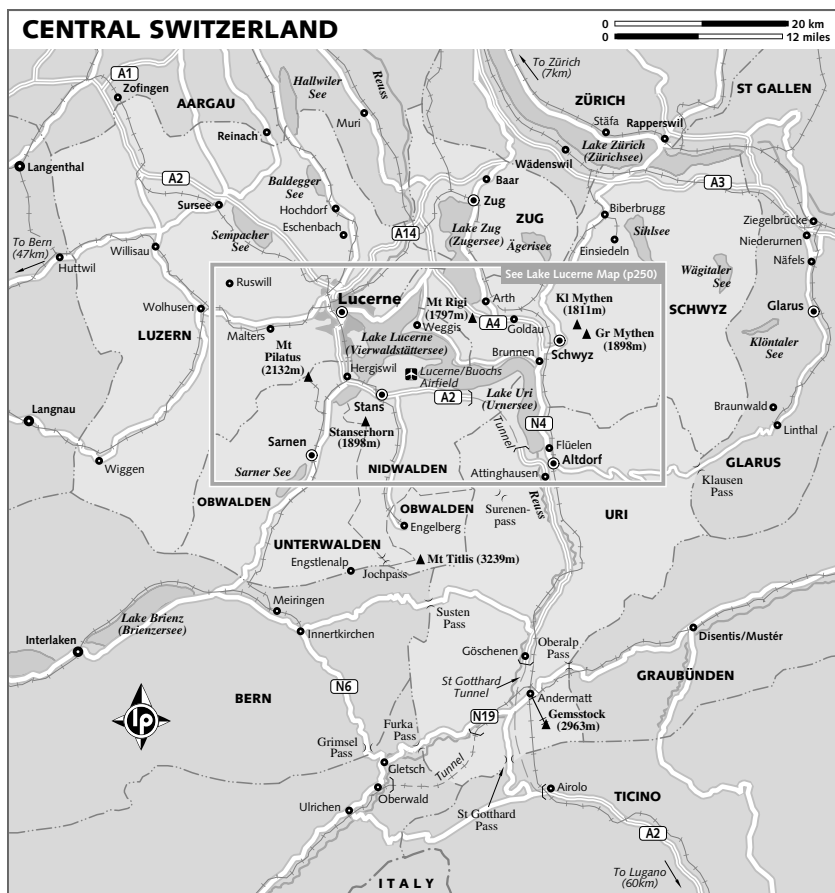 CENTRAL SWITZERLAND
0 20 km
0 12 miles
To Zürich
(7km)
A1
Zofingen
Hallwiler
See
Reuss
AARGAU
ZÜRICH
ST GALLEN
Muri
Reinach
Stäfa
Rapperswil
Lake Zürich
(Zürichsee)
Langenthal
Wädenswil
A2
Baldegger
See
Baar
A3
Zug
Sursee
Hochdorf
Lake Zug
(Zugersee)
ZUG
Biberbrugg
Ziegelbrücke
Sempacher
See
Eschenbach
A14
Ägerisee
Sihlsee
Niederurnen
To Bern
(47km)
Willisau
Einsiedeln
Näfels
Huttwil
Wägitaler
See
See Lake Lucerne Map (p250)
Ruswill
Lucerne
Mt Rigi
(1797m)
Arth
Kl Mythen
(1811m)
SCHWYZ
Wolhusen
Weggis
A4
Goldau
Glarus
LUZERN
Malters
Lake Lucerne
(Vierwaldstättersee)
Gr Mythen
(1898m)
Mt
Pilatus
(2132m)
Schwyz
Klöntaler
See
Brunnen
Hergiswil
Lucerne/Buochs
Airfield
Lake Uri
(Urnersee)
Stans
A2
Langnau
Braunwald
Stanserhorn
(1898m)
N4
Tunnel
Linthal
Sarnen
Flüelen
Wiggen
NIDWALDEN
Altdorf
GLARUS
Sarner See
Attinghausen
Klausen
Pass
OBWALDEN
OBWALDEN
Surenen-
pass
Reuss
URI
Engelberg
UNTERWALDEN
Mt Titlis (3239m)
Engstlenalp
Jochpass
Meiringen
Lake Brienz
(Brienzersee)
Susten
Pass
Innertkirchen
Disentis/Mustér
Interlaken
Göschenen
Oberalp
Pass
St Gotthard
Tunnel
GRAUBÜNDEN
BERN
N6
Andermatt
lp
N19
Gemsstock
(2963m)
Furka
Pass
Grimsel
Pass
Gletsch
Tunnel
Oberwald
Airolo
Ulrichen
TICINO
St Gotthard
Pass
A2
To Lugano
(60km)
ITALY